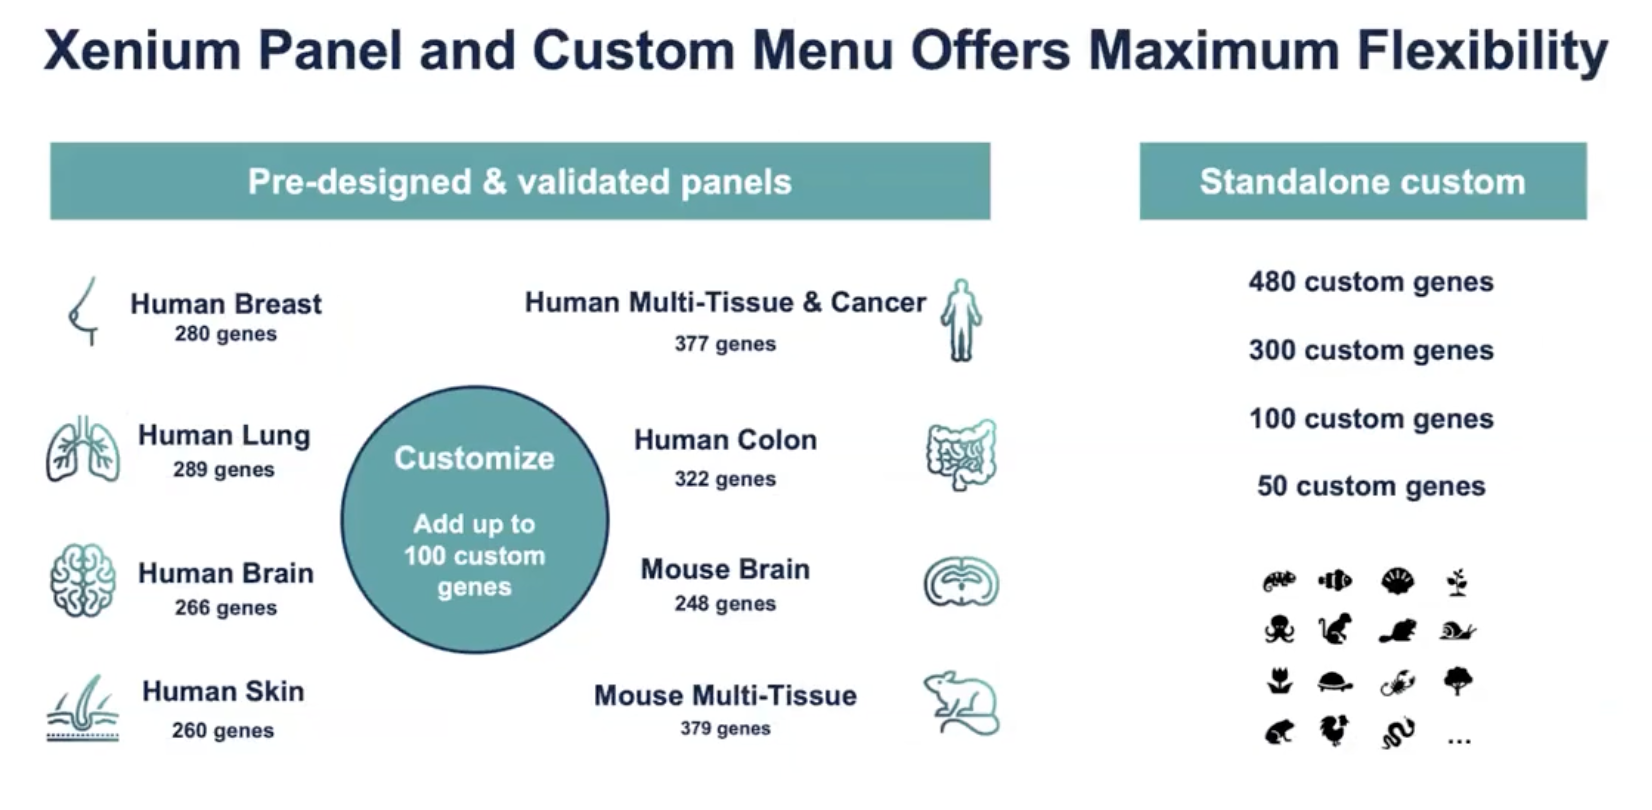 Xenium Panel and Custom Menu Offers Maximum Flexibility
Pre-designed & validated panels
Human Breast
280 genes
Human Lung
289 genes
Human Brain
266 genes
Human Skin
260 genes
Customize
Add up to
100 custom
genes
Human Multi-Tissue & Cancer
377 genes
Human Colon
322 genes
Mouse Brain
248 genes
Mouse Multi-Tissue
379 genes
Standalone custom
480 custom genes
300 custom genes
100 custom genes
50 custom genes
...